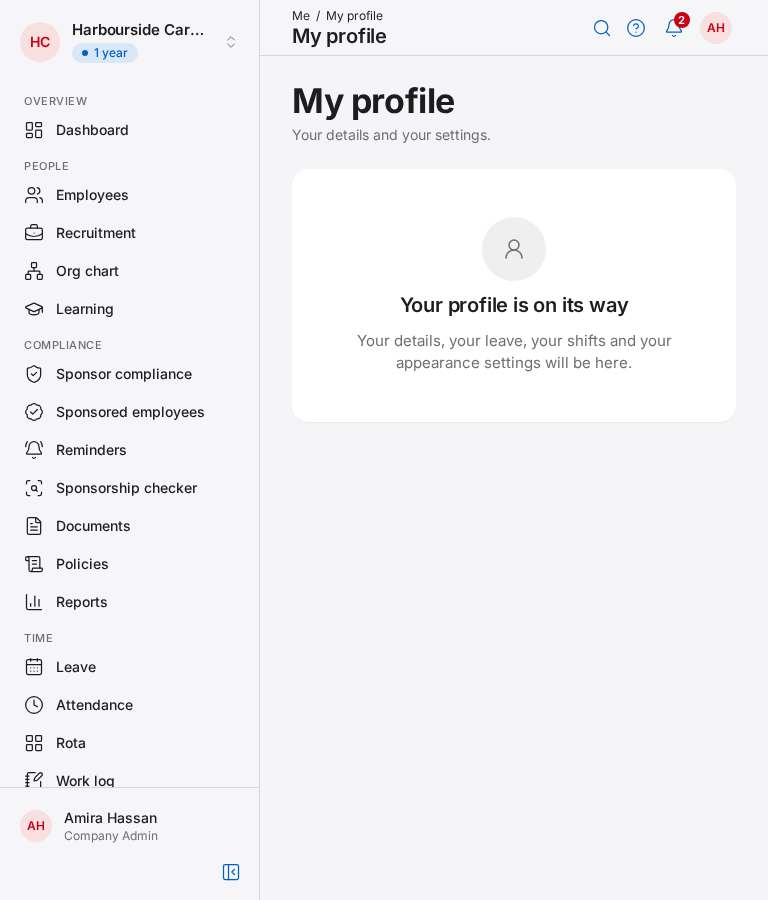 HC
Harbourside Car...
1 year
OVERVIEW
Dashboard
PEOPLE
Employees
Recruitment
Org chart
Learning
COMPLIANCE
Sponsor compliance
Sponsored employees
Reminders
Sponsorship checker
Documents
Policies
Reports
TIME
Leave
Attendance
Rota
Work log
AH
Amira Hassan
Company Admin
Me / My profile
My profile
2
AH
My profile
Your details and your settings.
Your profile is on its way
Your details, your leave, your shifts and your
appearance settings will be here.